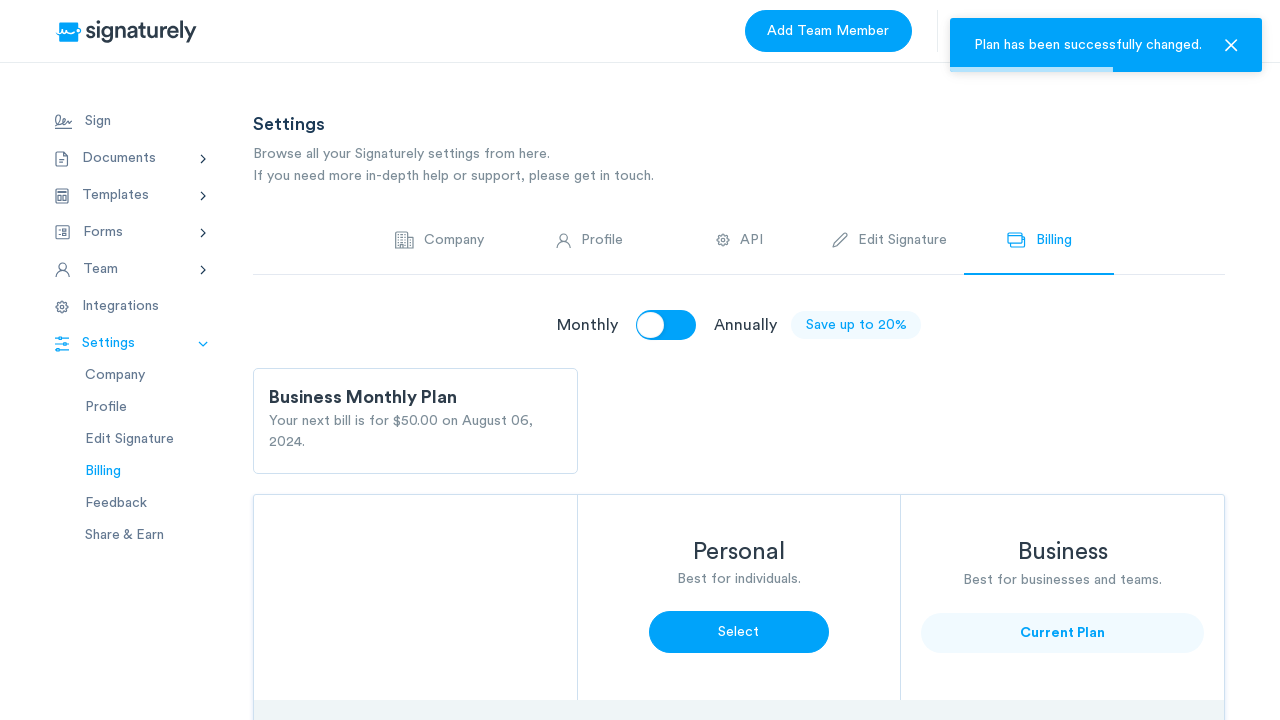 signaturely
Add Team Member
Plan has been successfully changed.
Sign
Documents
Templates
Forms
Team
Integrations
Settings
Company
Profile
Edit Signature
Billing
Feedback
Share & Earn
Settings
Browse all your Signaturely settings from here.
If you need more in-depth help or support, please get in touch.
Company
Profile
API
Edit Signature
Billing
Monthly
Annually
Save up to 20%
Business Monthly Plan
Your next bill is for $50.00 on August 06,
2024.
Personal
Best for individuals.
Select
Business
Best for businesses and teams.
Current Plan